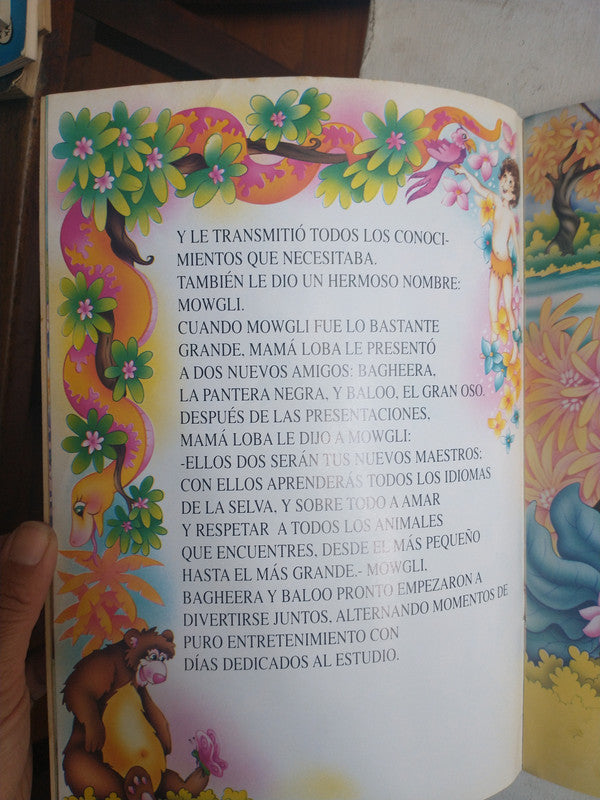 Y LE TRANSMITIÓ TODOS LOS CONOCI-
MIENTOS QUE NECESITABA.
TAMBIÉN LE DIO UN HERMOSO NOMBRE:
MOWGLI.
CUANDO MOWGLI FUE LO BASTANTE
GRANDE, MAMÁ LOBA LE PRESENTÓ
A DOS NUEVOS AMIGOS: BAGHEERA,
LA PANTERA NEGRA, Y BALOO, EL GRAN OSO.
DESPUÉS DE LAS PRESENTACIONES,
MAMÁ LOBA LE DIJO A MOWGLI:
-ELLOS DOS SERÁN TUS NUEVOS MAESTROS;
CON ELLOS APRENDERÁS TODOS LOS IDIOMAS
DE LA SELVA, Y SOBRE TODO A AMAR
Y RESPETAR A TODOS LOS ANIMALES
QUE ENCUENTRES, DESDE EL MÁS PEQUEÑO
HASTA EL MÁS GRANDE.- MOWGLI,
BAGHEERA Y BALOO PRONTO EMPEZARON A
DIVERTIRSE JUNTOS, ALTERNANDO MOMENTOS DE
PURO ENTRETENIMIENTO CON
DÍAS DEDICADOS AL ESTUDIO.